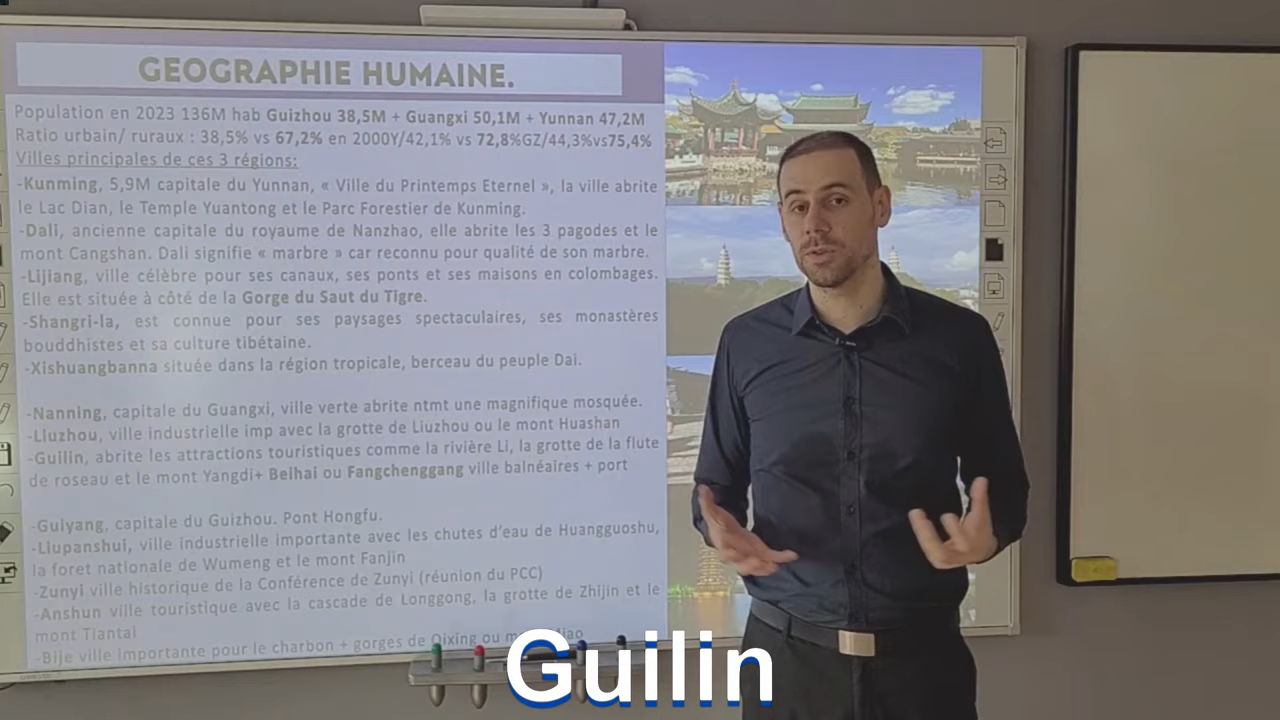 GEOGRAPHIE HUMAINE.
Population en 2023 136M hab Guizhou 38,5M + Guangxi 50,1M + Yunnan 47,2M
Ratio urbain/ ruraux : 38,5% vs 67,2% en 2000Y/42,1% vs 72,8%GZ/44,3%vs75,4%
Villes principales de ces 3 régions:
-Kunming, 5,9M capitale du Yunnan, « Ville du Printemps Eternel », la ville abrite
le Lac Dian, le Temple Yuantong et le Parc Forestier de Kunming.
-Dali, ancienne capitale du royaume de Nanzhao, elle abrite les 3 pagodes et le
mont Cangshan. Dali signifie « marbre » car reconnu pour qualité de son marbre.
-Lijiang, ville célèbre pour ses canaux, ses ponts et ses maisons en colombages.
Elle est située à côté de la Gorge du Saut du Tigre.
-Shangri-la, est connue pour ses paysages spectaculaires, ses monastères
bouddhistes et sa culture tibétaine.
-Xishuangbanna située dans la région tropicale, berceau du peuple Dai.
-Nanning, capitale du Guangxi, ville verte abrite ntmt une magnifique mosquée.
-Lluzhou, ville industrielle imp avec la grotte de Liuzhou ou le mont Huashan
-Guilin, abrite les attractions touristiques comme la rivière Li, la grotte de la flute
de roseau et le mont Yangdi+ Beihai ou Fangchenggang ville balnéaires + port
-Guiyang, capitale du Guizhou. Pont Hongfu.
-Liupanshui, ville industrielle importante avec les chutes d'eau de Huangguoshu,
la foret nationale de Wumeng et le mont Fanjin
-Zunyi ville historique de la Conférence de Zunyi (réunion du PCC)
-Anshun ville touristique avec la cascade de Longgong, la grotte de Zhijin et le
mont Tiantai
-Bije ville importante pour le charbon + gorges de Qixing ou
Guilin